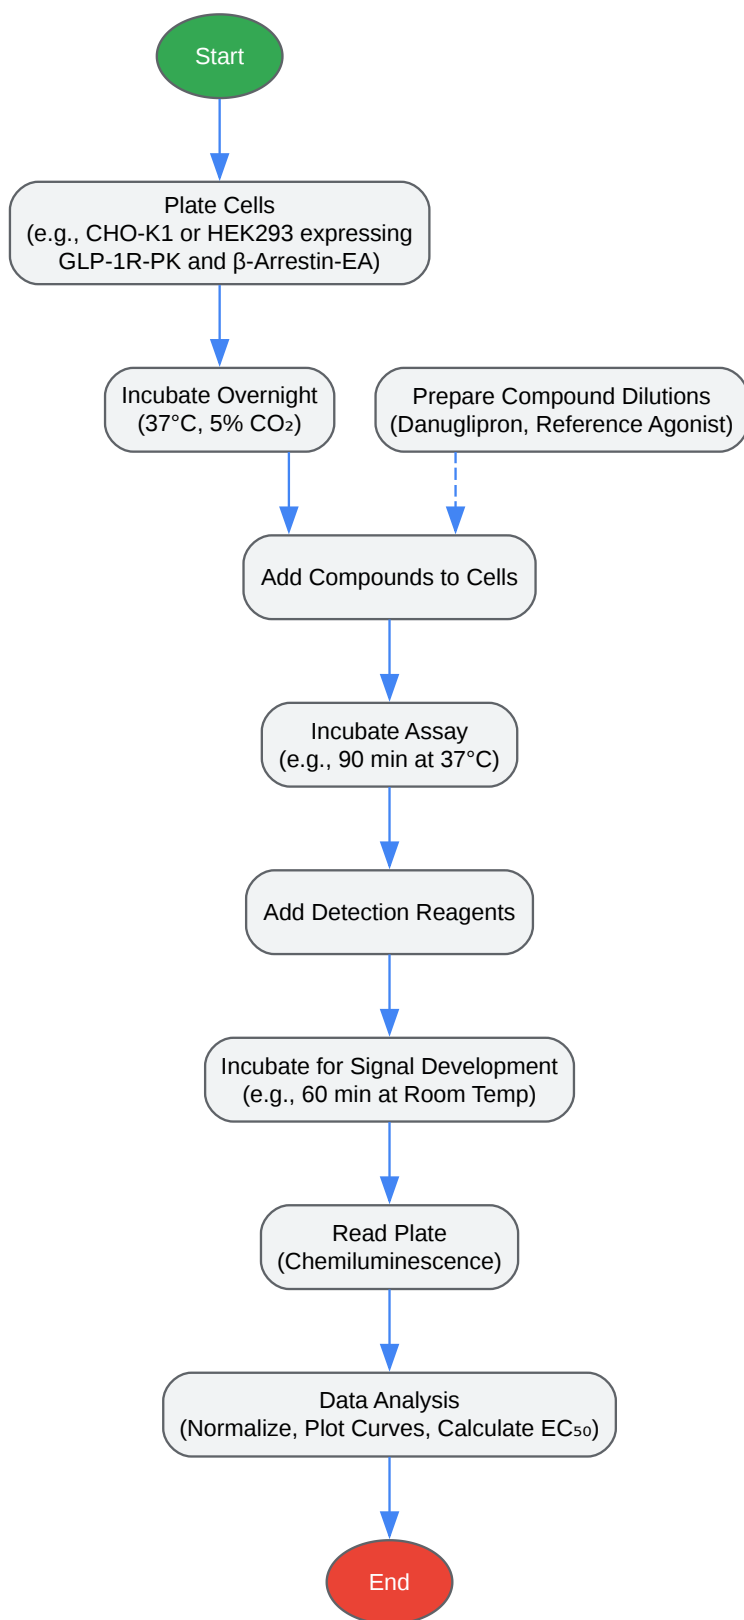 Start
Plate Cells
(e.g., CHO-K1 or HEK293 expressing
GLP-1R-PK and β-Arrestin-EA)
Incubate Overnight
(37°C, 5% CO₂)
Prepare Compound Dilutions
(Danuglipron, Reference Agonist)
Add Compounds to Cells
Incubate Assay
(e.g., 90 min at 37°C)
Add Detection Reagents
Incubate for Signal Development
(e.g., 60 min at Room Temp)
Read Plate
(Chemiluminescence)
Data Analysis
(Normalize, Plot Curves, Calculate EC₅₀)
End